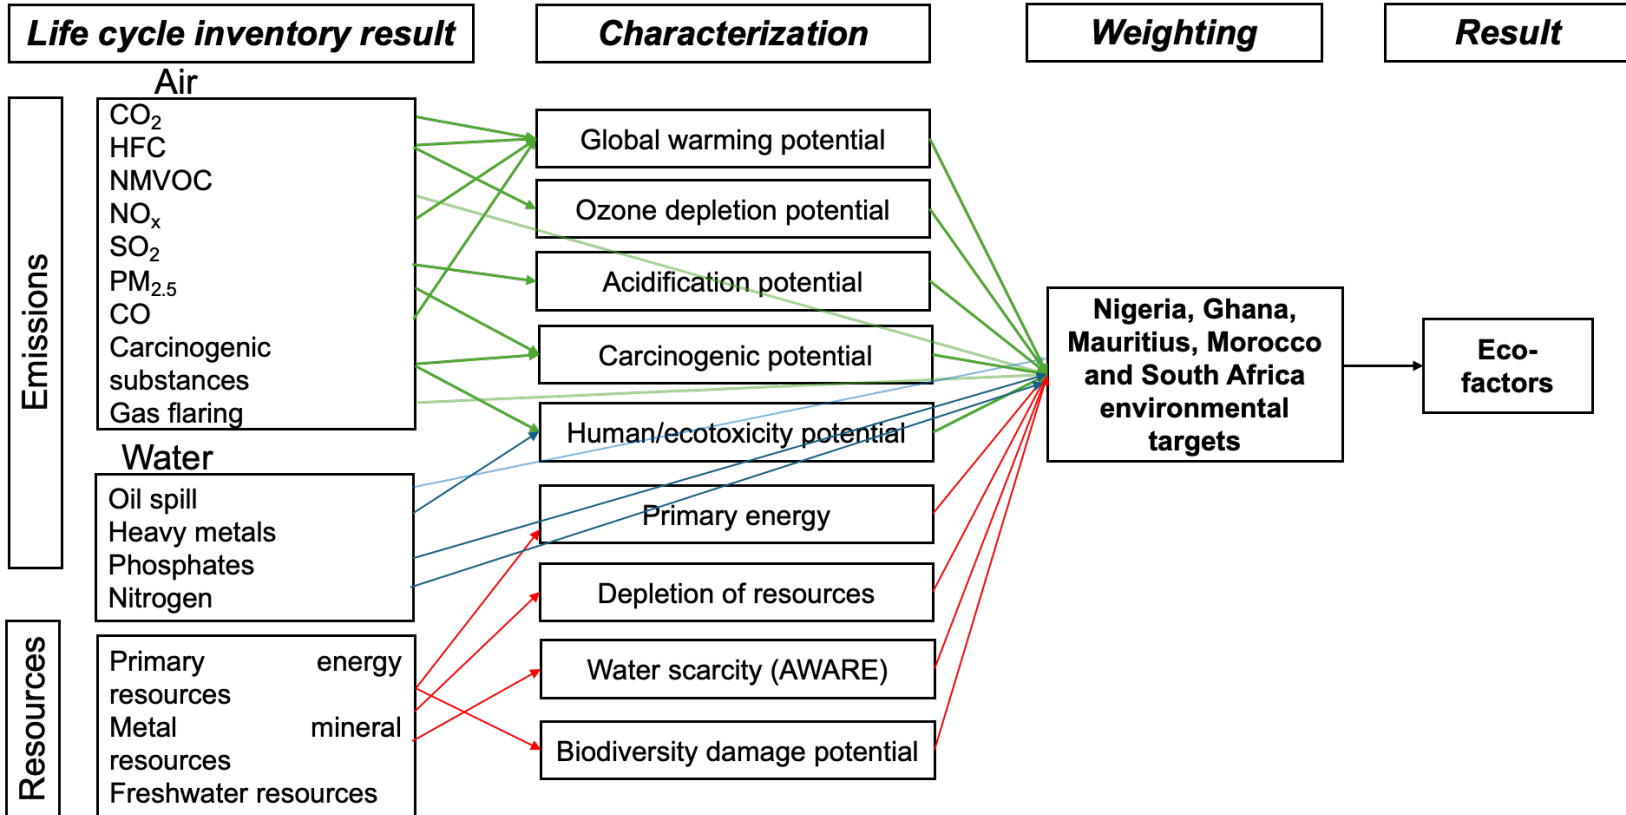 Life cycle inventory result
Characterization
Weighting
Result
Emissions
Air
CO₂
HFC
NMVOC
NOₓ
SO₂
PM₂.₅
CO
Carcinogenic
substances
Gas flaring
Water
Oil spill
Heavy metals
Phosphates
Nitrogen
Resources
Primary energy
resources
Metal mineral
resources
Freshwater resources
Global warming potential
Ozone depletion potential
Acidification potential
Carcinogenic potential
Human/ecotoxicity potential
Primary energy
Depletion of resources
Water scarcity (AWARE)
Biodiversity damage potential
Nigeria, Ghana,
Mauritius, Morocco
and South Africa
environmental
targets
Eco-
factors